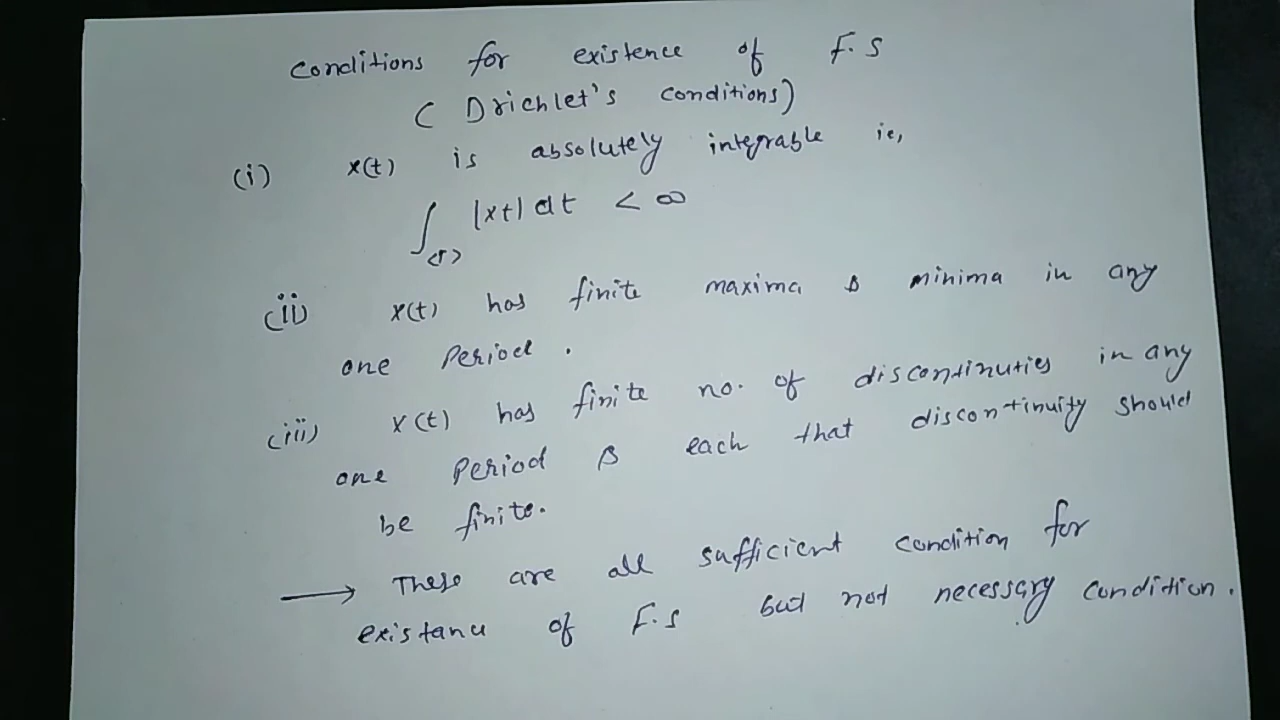 Conditions for existence of F.S
( Drichlet's conditions)
(i) x(t) is absolutely integrable ie,
∫<T> |xt| dt < ∞
(ii) x(t) has finite maxima & minima in any
one period.
(iii) x(t) has finite no. of discontinuties in any
one period & each that discontinuity should
be finite.
→ These are all sufficient condition for
existanu of F.S but not necessary condition.